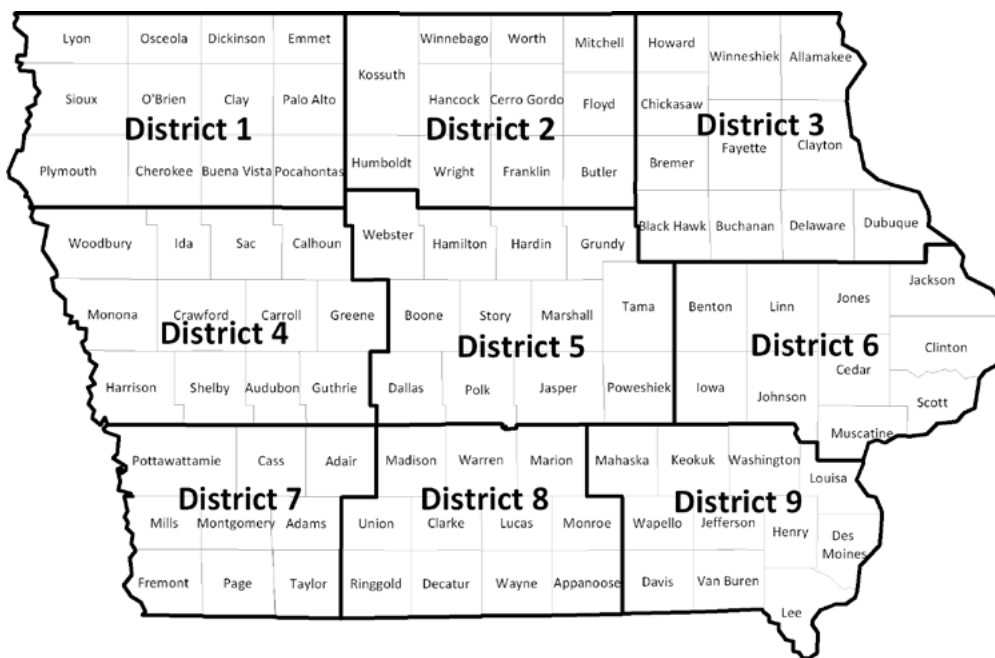 Lyon Osceola Dickinson Emmet Winnebago Worth Mitchell Howard Winneshiek Allamakee
Kossuth
Sioux O'Brien Clay Palo Alto Hancock Cerro Gordo Floyd Chickasaw
District 1 District 2 District 3
Fayette Clayton
Plymouth Cherokee Buena Vista Pocahontas Humboldt Wright Franklin Butler Bremer
Black Hawk Buchanan Delaware Dubuque
Woodbury Ida Sac Calhoun Webster Hamilton Hardin Grundy
Jackson
Monona Crawford Carroll Greene Boone Story Marshall Tama Benton Linn Jones
District 4 District 5 District 6
Clinton
Cedar
Harrison Shelby Audubon Guthrie Dallas Polk Jasper Poweshiek Iowa Johnson Scott
Muscatine
Pottawattamie Cass Adair Madison Warren Marion Mahaska Keokuk Washington
Louisa
District 7 District 8 District 9
Mills Montgomery Adams Union Clarke Lucas Monroe Wapello Jefferson Henry Des
Moines
Fremont Page Taylor Ringgold Decatur Wayne Appanoose Davis Van Buren
Lee